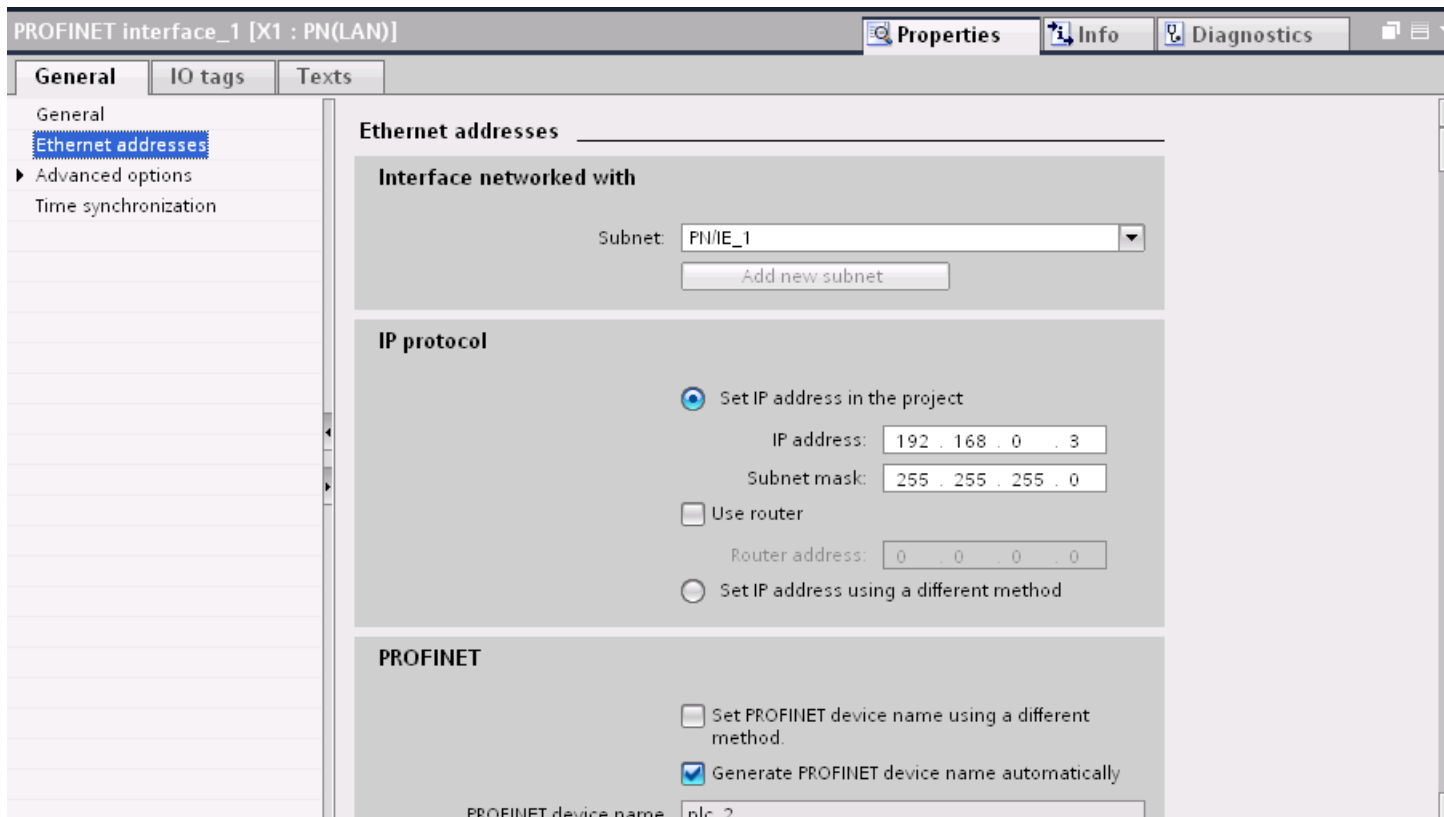 PROFINET interface_1 [X1 : PN(LAN)]
Properties
Info
Diagnostics
General
IO tags
Texts
General
Ethernet addresses
Advanced options
Time synchronization
Ethernet addresses
Interface networked with
Subnet:
PN/IE_1
Add new subnet
IP protocol
Set IP address in the project
IP address:
192 . 168 . 0 . 3
Subnet mask:
255 . 255 . 255 . 0
Use router
Router address:
0 . 0 . 0 . 0
Set IP address using a different method
PROFINET
Set PROFINET device name using a different
method.
Generate PROFINET device name automatically
PROFINET device name
plc_2